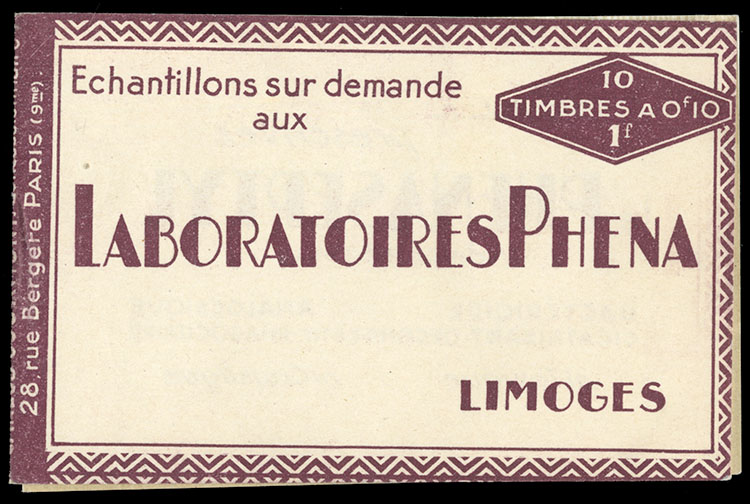 Echantillons sur demande
aux
LABORATOIRES PHENA
LIMOGES
10
TIMBRES A 0f10
1f
28 rue Bergère PARIS (9me).